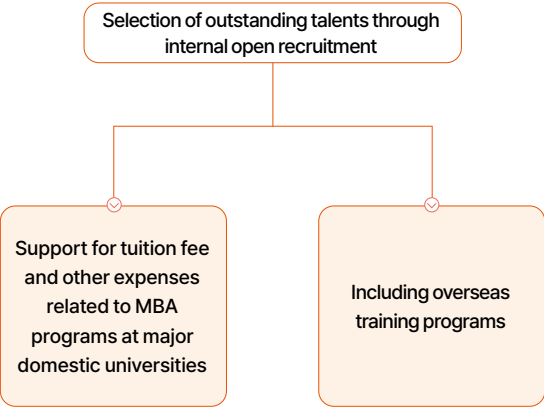 Selection of outstanding talents through
internal open recruitment
Support for tuition fee
and other expenses
related to MBA
programs at major
domestic universities
Including overseas
training programs